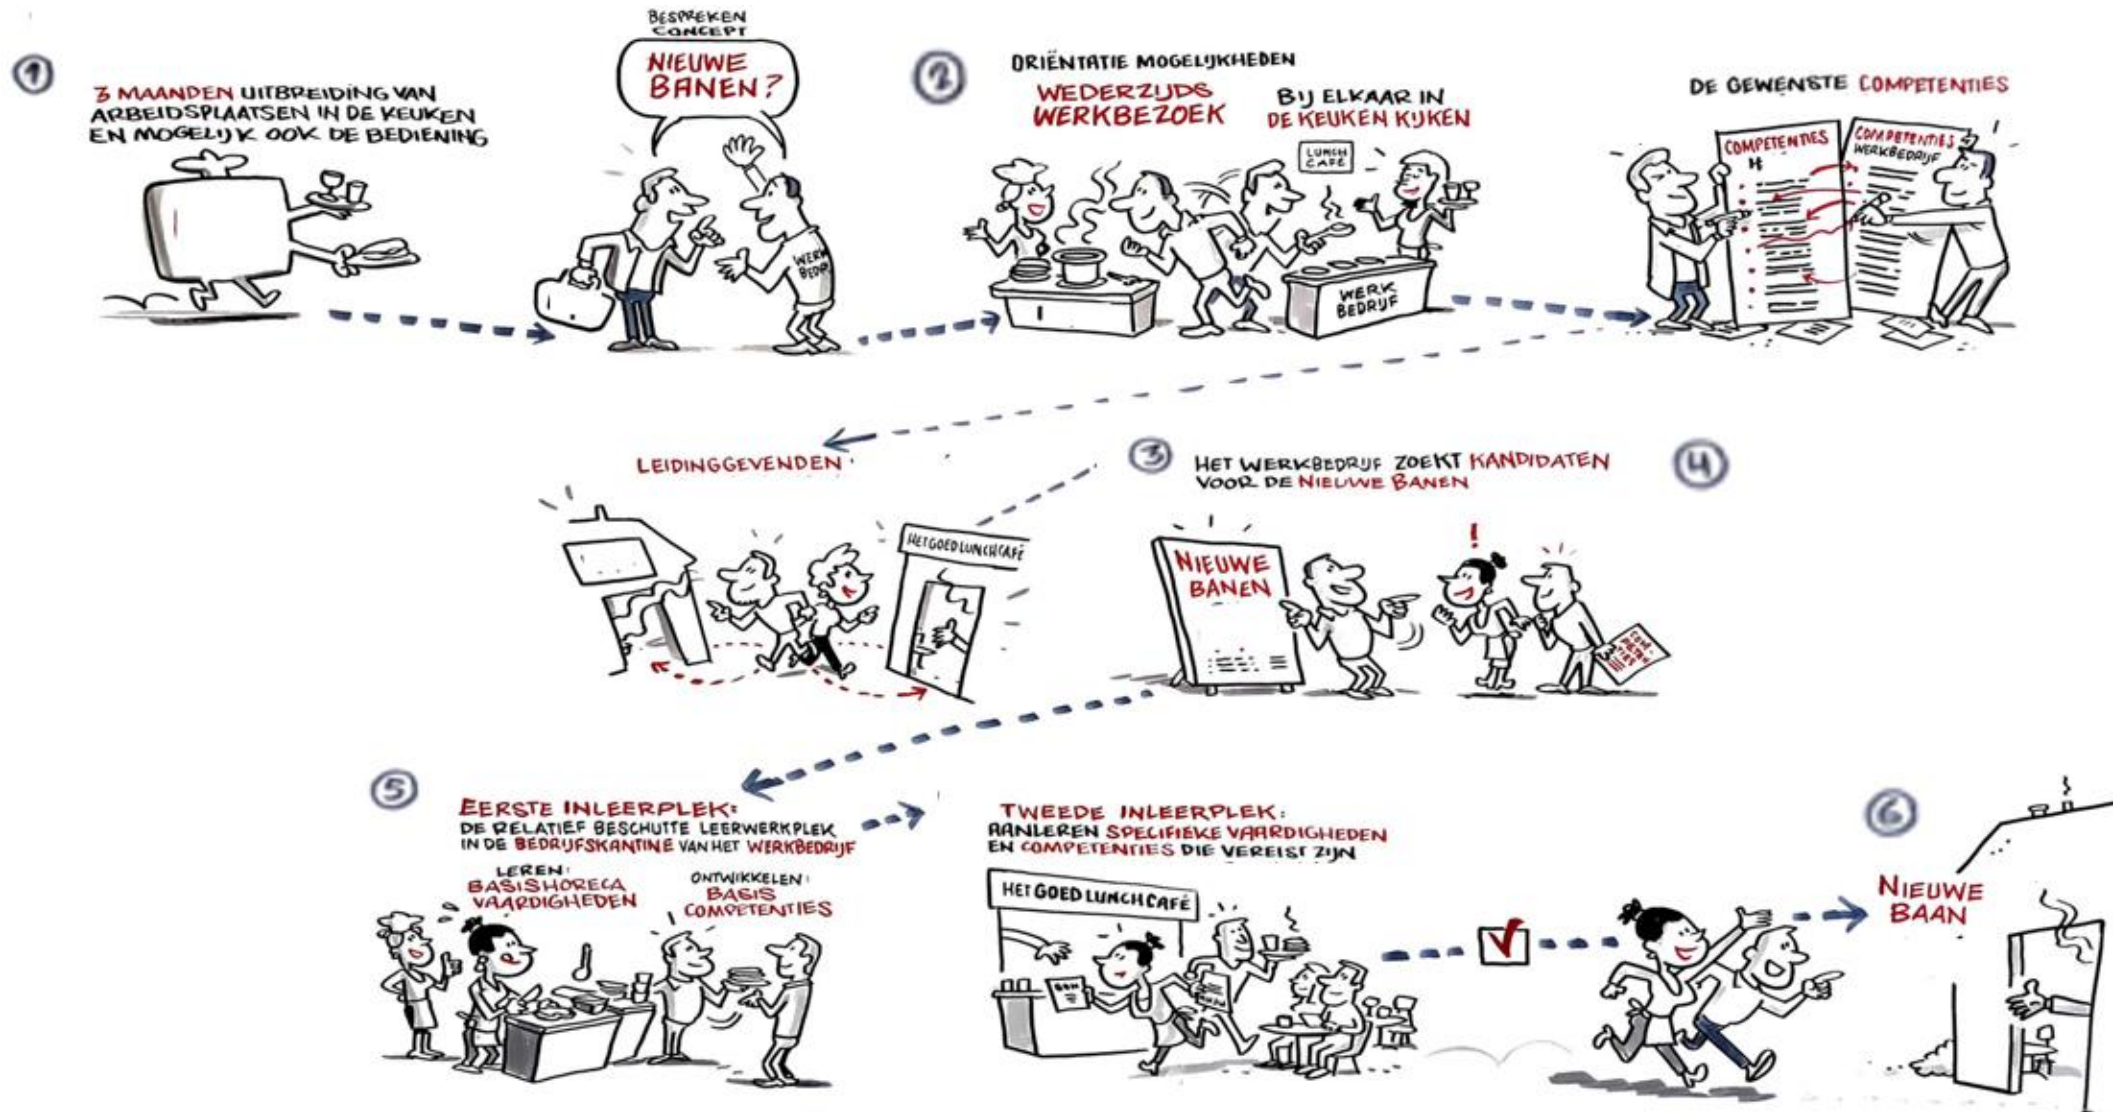 1
3 MAANDEN UITBREIDING VAN
ARBEIDSPLAATSEN IN DE KEUKEN
EN MOGELIJK OOK DE BEDIENING
BESPREKEN
CONCEPT
NIEUWE
BANEN?
WERK
BEDRIJ
2
ORIËNTATIE MOGELIJKHEDEN
WEDERZIJDS
WERKBEZOEK
BIJ ELKAAR IN
DE KEUKEN KIJKEN
LUNCH
CAFÉ
WERK
BEDRIJF
DE GEWENSTE COMPETENTIES
COMPETENTIES
H
COMPETENTIES
WERKBEDRIJF
LEIDINGGEVENDEN
HET GOED LUNCHCAFÉ
3
HET WERKBEDRIJF ZOEKT KANDIDATEN
VOOR DE NIEUWE BANEN
NIEUWE
BANEN
COM
PETEN
TIES
4
5
EERSTE INLEERPLEK:
DE RELATIEF BESCHUTTE LEERWERKPLEK
IN DE BEDRIJFSKANTINE VAN HET WERKBEDRIJF
LEREN:
BASISHORECA
VAARDIGHEDEN
ONTWIKKELEN:
BASIS
COMPETENTIES
TWEEDE INLEERPLEK:
AANLEREN SPECIFIEKE VAARDIGHEDEN
EN COMPETENTIES DIE VEREIST ZIJN
HET GOED LUNCHCAFÉ
6
NIEUWE
BAAN